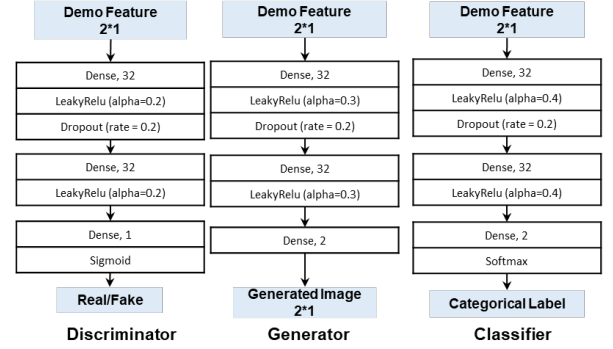 Demo Feature
2*1
Dense, 32
LeakyRelu (alpha=0.2)
Dropout (rate = 0.2)
Dense, 32
LeakyRelu (alpha=0.2)
Dense, 1
Sigmoid
Real/Fake
Discriminator
Demo Feature
2*1
Dense, 32
LeakyRelu (alpha=0.3)
Dropout (rate = 0.2)
Dense, 32
LeakyRelu (alpha=0.3)
Dense, 2
Generated Image
2*1
Generator
Demo Feature
2*1
Dense, 32
LeakyRelu (alpha=0.4)
Dropout (rate = 0.2)
Dense, 32
LeakyRelu (alpha=0.4)
Dense, 2
Softmax
Categorical Label
Classifier